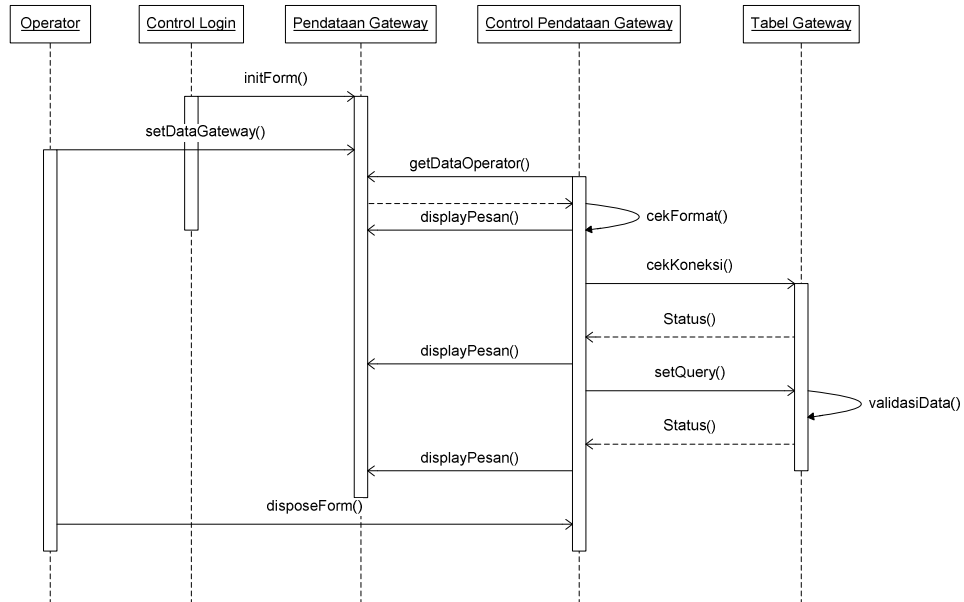 Operator
Control Login
Pendataan Gateway
Control Pendataan Gateway
Tabel Gateway
initForm()
setDataGateway()
getDataOperator()
displayPesan()
cekFormat()
cekKoneksi()
Status()
displayPesan()
setQuery()
validasiData()
Status()
displayPesan()
disposeForm()